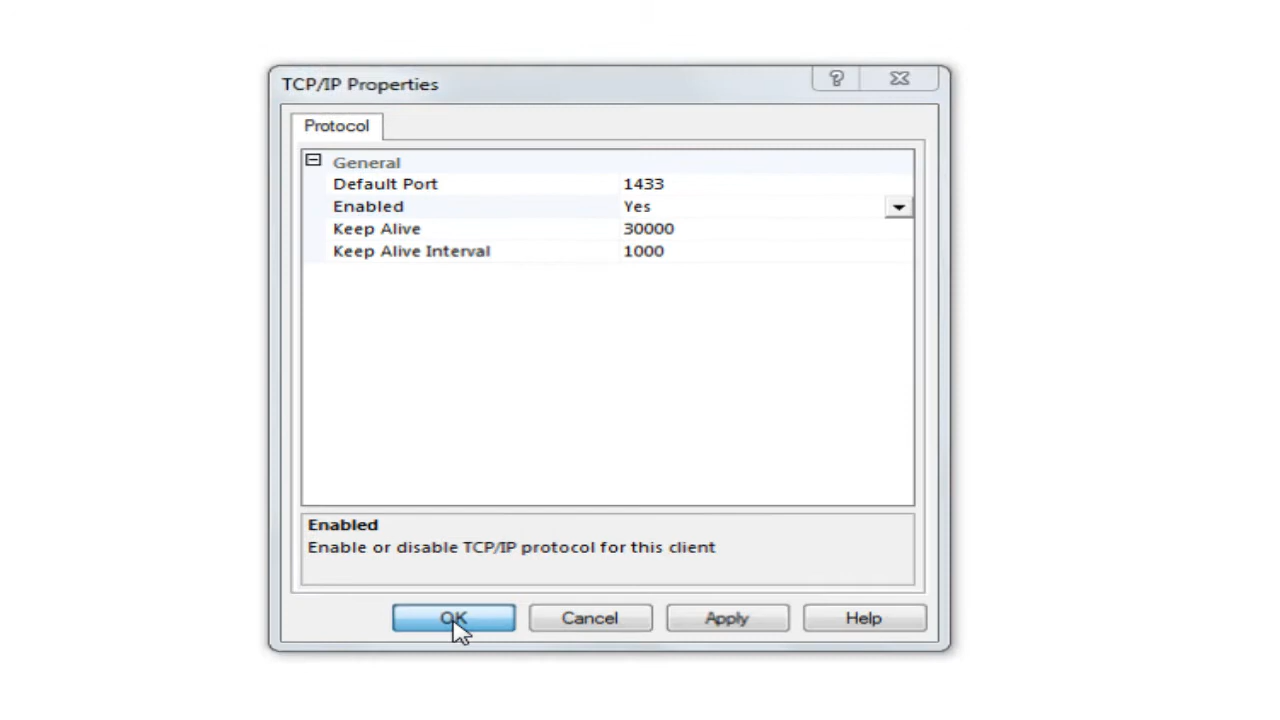 TCP/IP Properties
Protocol
General
Default Port 1433
Enabled Yes
Keep Alive 30000
Keep Alive Interval 1000
Enabled
Enable or disable TCP/IP protocol for this client
OK Cancel Apply Help